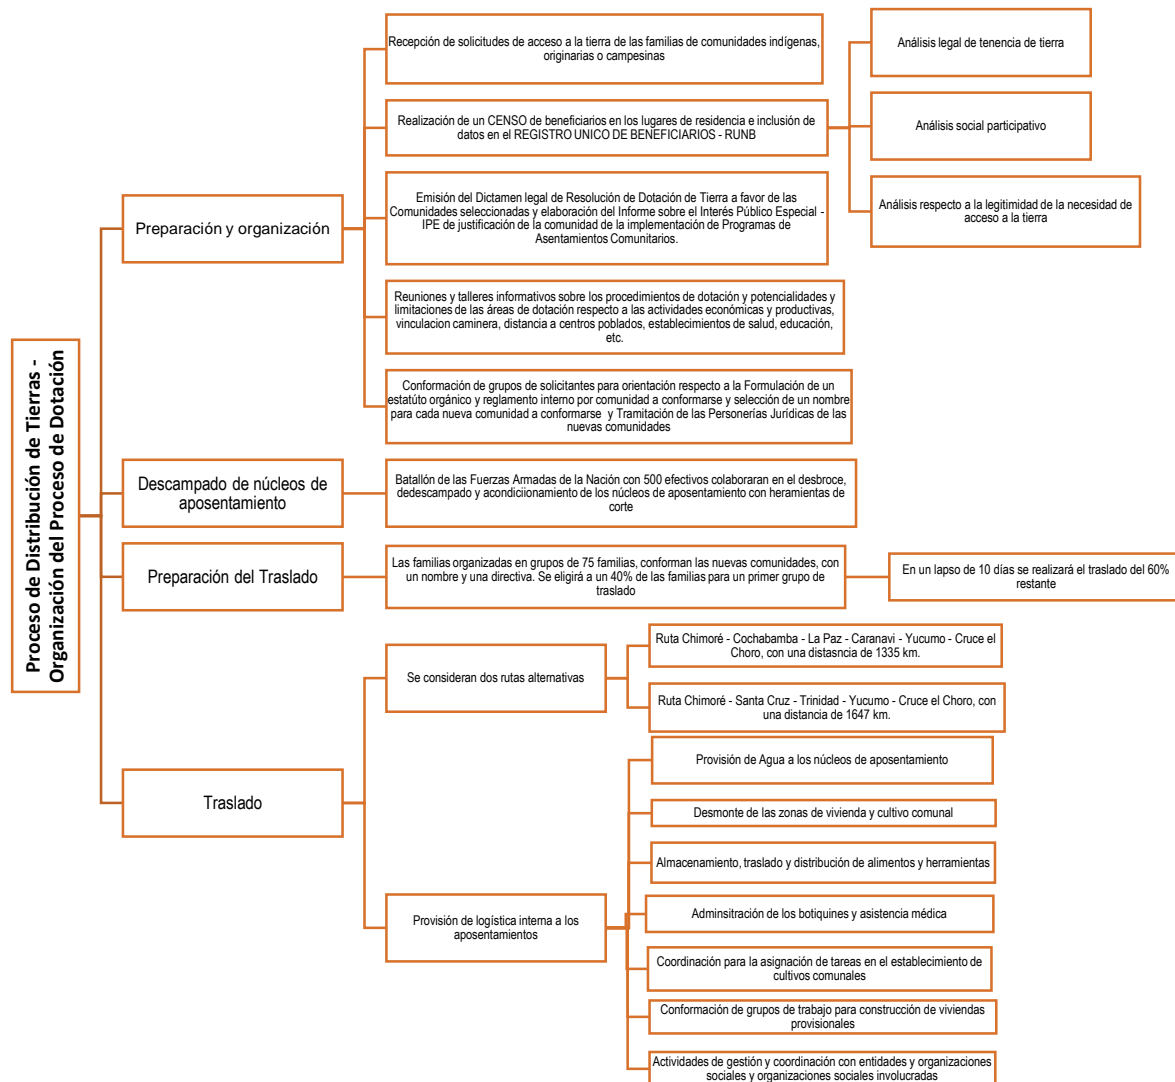 Proceso de Distribución de Tierras -
Organización del Proceso de Dotación
Preparación y organización
Recepción de solicitudes de acceso a la tierra de las familias de comunidades indígenas,
originarias o campesinas
Realización de un CENSO de beneficiarios en los lugares de residencia e inclusión de
datos en el REGISTRO UNICO DE BENEFICIARIOS - RUNB
Análisis legal de tenencia de tierra
Análisis social participativo
Análisis respecto a la legitimidad de la necesidad de
acceso a la tierra
Emisión del Dictamen legal de Resolución de Dotación de Tierra a favor de las
Comunidades seleccionadas y elaboración del Informe sobre el Interés Público Especial -
IPE de justificación de la comunidad de la implementación de Programas de
Asentamientos Comunitarios.
Reuniones y talleres informativos sobre los procedimientos de dotación y potencialidades y
limitaciones de las áreas de dotación respecto a las actividades económicas y productivas,
vinculacion caminera, distancia a centros poblados, establecimientos de salud, educación,
etc.
Conformación de grupos de solicitantes para orientación respecto a la Formulación de un
estatúto orgánico y reglamento interno por comunidad a conformarse y selección de un nombre
para cada nueva comunidad a conformarse y Tramitación de las Personerías Jurídicas de las
nuevas comunidades
Descampado de núcleos de
aposentamiento
Batallón de las Fuerzas Armadas de la Nación con 500 efectivos colaboraran en el desbroce,
dedescampado y acondiciionamiento de los núcleos de aposentamiento con heramientas de
corte
Preparación del Traslado
Las familias organizadas en grupos de 75 familias, conforman las nuevas comunidades, con
un nombre y una directiva. Se eligirá a un 40% de las familias para un primer grupo de
traslado
En un lapso de 10 días se realizará el traslado del 60%
restante
Traslado
Se consideran dos rutas alternativas
Ruta Chimoré - Cochabamba - La Paz - Caranavi - Yucumo - Cruce el
Choro, con una distasncia de 1335 km.
Ruta Chimoré - Santa Cruz - Trinidad - Yucumo - Cruce el Choro, con
una distancia de 1647 km.
Provisión de logística interna a los
aposentamientos
Provisión de Agua a los núcleos de aposentamiento
Desmonte de las zonas de vivienda y cultivo comunal
Almacenamiento, traslado y distribución de alimentos y herramientas
Adminsitración de los botiquines y asistencia médica
Coordinación para la asignación de tareas en el establecimiento de
cultivos comunales
Conformación de grupos de trabajo para construcción de viviendas
provisionales
Actividades de gestión y coordinación con entidades y organizaciones
sociales y organizaciones sociales involucradas